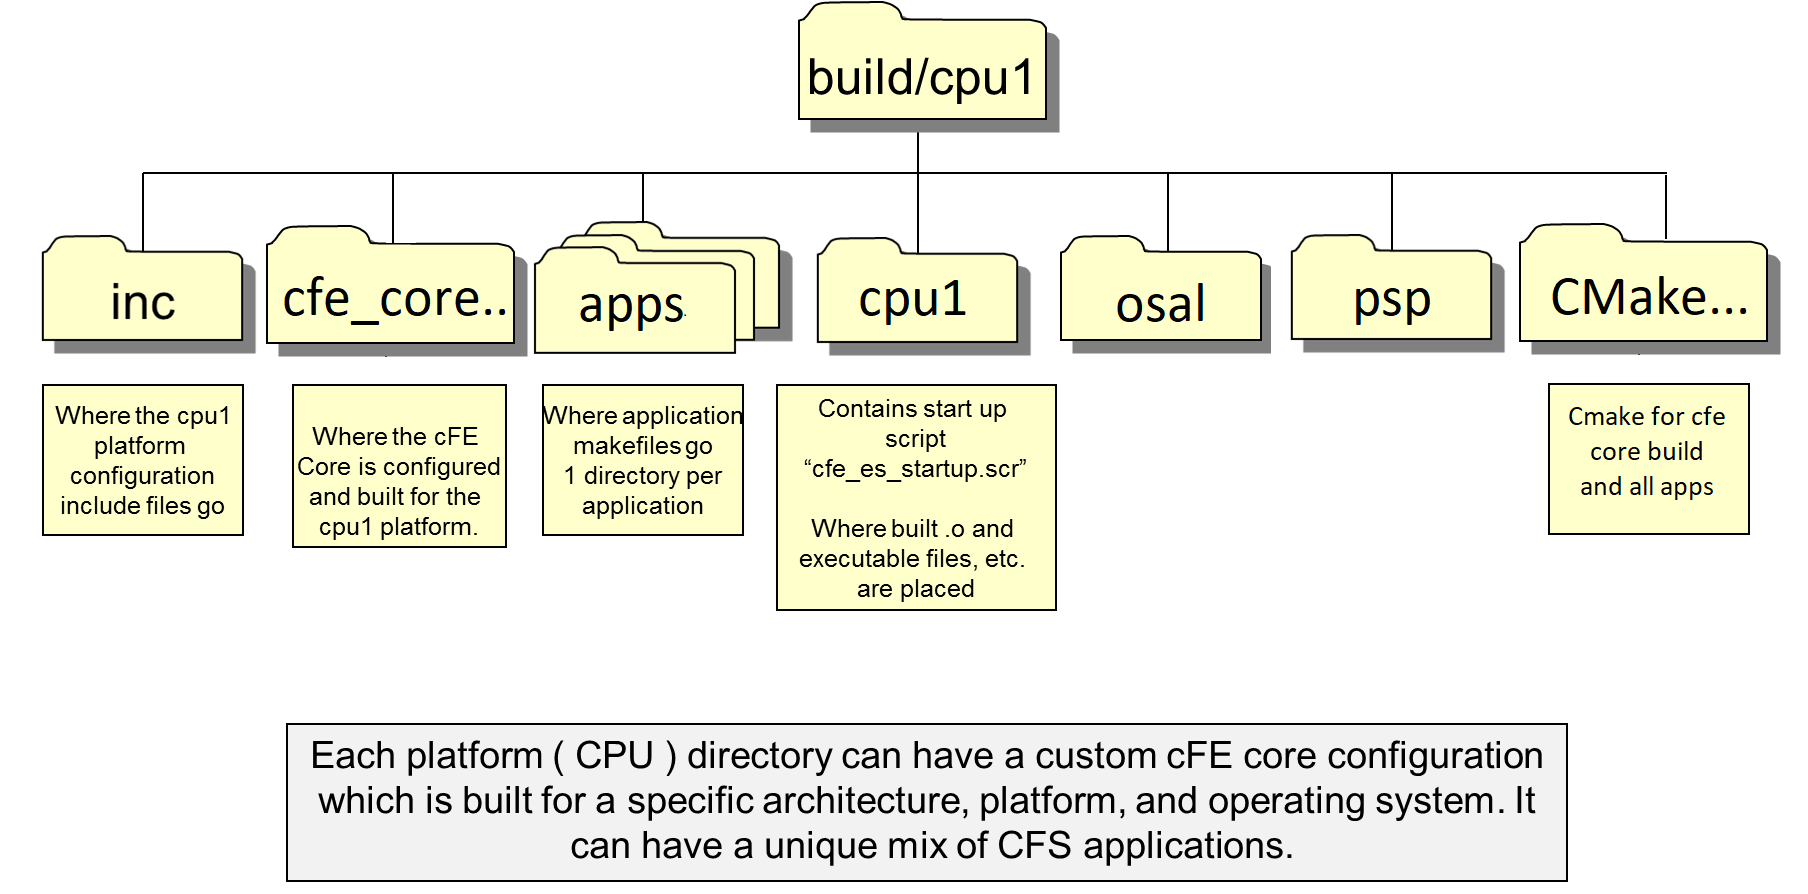 build/cpu1
inc
cfe_core..
apps
cpu1
osal
psp
CMake...
Where the cpu1
platform
configuration
include files go
Where the cFE
Core is configured
and built for the
cpu1 platform.
Where application
makefiles go
1 directory per
application
Contains start up
script
“cfe_es_startup.scr”
Where built .o and
executable files, etc.
are placed
Cmake for cfe
core build
and all apps
Each platform ( CPU ) directory can have a custom cFE core configuration
which is built for a specific architecture, platform, and operating system. It
can have a unique mix of CFS applications.